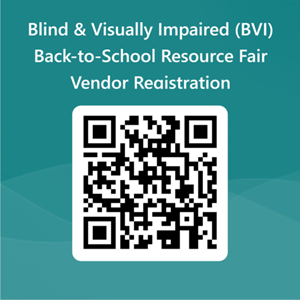 Blind & Visually Impaired (BVI)
Back-to-School Resource Fair
Vendor Registration